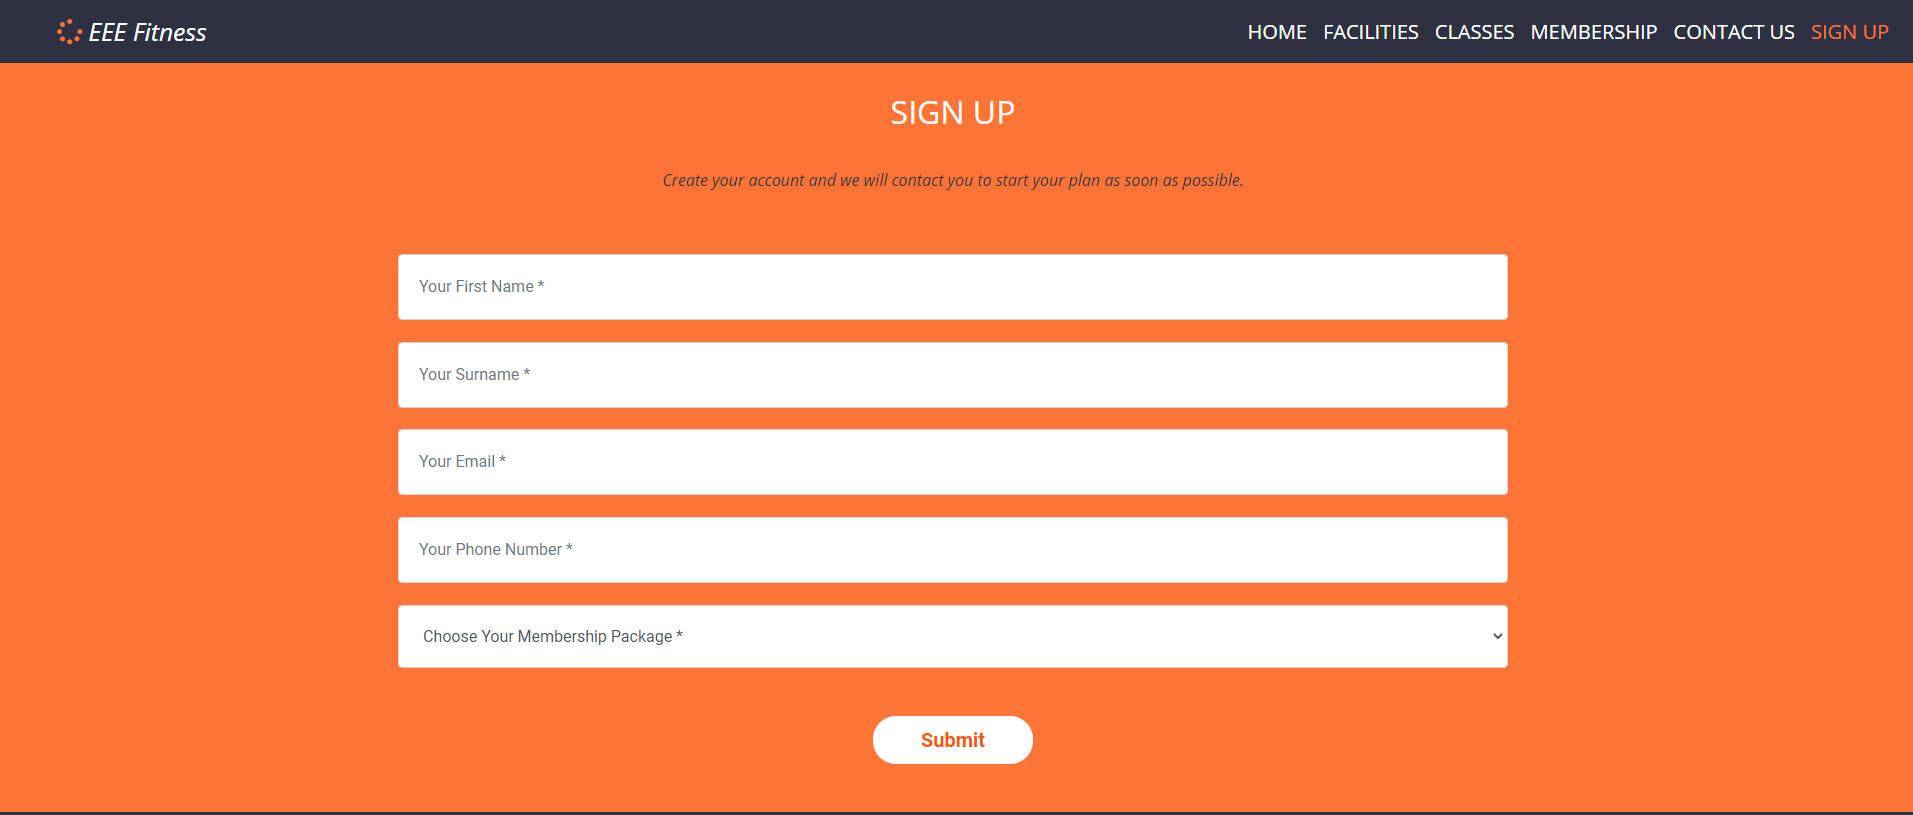 EEE Fitness
HOME FACILITIES CLASSES MEMBERSHIP CONTACT US SIGN UP
SIGN UP
Create your account and we will contact you to start your plan as soon as possible.
Your First Name *
Your Surname *
Your Email *
Your Phone Number *
Choose Your Membership Package *
Submit